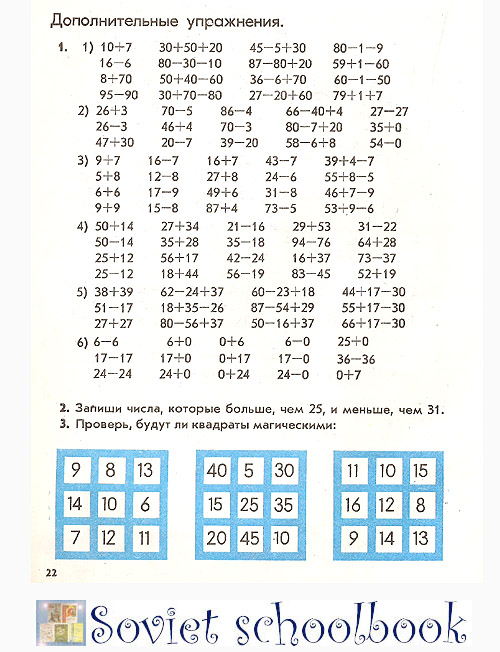 Дополнительные упражнения.
1. 1) 10+7 30+50+20 45−5+30 80−1−9
16−6 80−30−10 87−80+20 59+1−60
8+70 50+40−60 36−6+70 60−1−50
95−90 30+70−80 27−20+60 79+1+7
2) 26+3 70−5 86−4 66−40+4 27−27
26−3 46+4 70−3 80−7+20 35+0
47+30 20−7 39−20 58−6+8 54−0
3) 9+7 16−7 16+7 43−7 39+4−7
5+8 12−8 27+8 24−6 55+8−5
6+6 17−9 49+6 31−8 46+7−9
9+9 15−8 87+4 73−5 53+9−6
4) 50+14 27+34 21−16 29+53 31−22
50−14 35+28 35−18 94−76 64+28
25+12 56+17 42−24 16+37 73−37
25−12 18+44 56−19 83−45 52+19
5) 38+39 62−24+37 60−23+18 44+17−30
51−17 18+35−26 87−54+29 55+17−30
27+27 80−56+37 50−16+37 66+17−30
6) 6−6 6+0 0+6 6−0 25+0
17−17 17+0 0+17 17−0 36−36
24−24 24+0 0+24 24−0 0+7
2. Запиши числа, которые больше, чем 25, и меньше, чем 31.
3. Проверь, будут ли квадраты магическими:
9 8 13 40 5 30 11 10 15
14 10 6 15 25 35 16 12 8
7 12 11 20 45 10 9 14 13
22
Soviet schoolbook